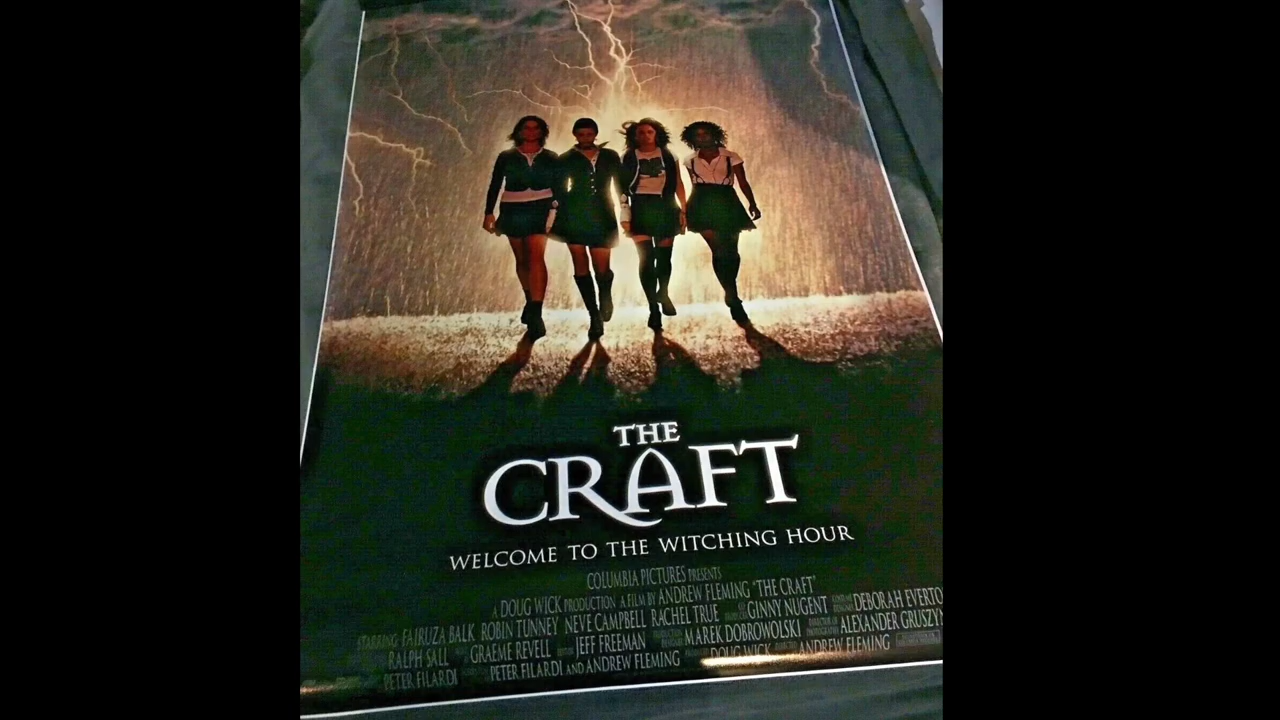 THE
CRAFT
WELCOME TO THE WITCHING HOUR
COLUMBIA PICTURES PRESENTS
A DOUG WICK PRODUCTION A FILM BY ANDREW FLEMING "THE CRAFT"
STARRING FAIRUZA BALK ROBIN TUNNEY NEVE CAMPBELL RACHEL TRUE GINNY NUGENT DEBORAH EVERTO
RALPH SALL GRAEME REVELL JEFF FREEMAN MAREK DOBROWOLSKI ALEXANDER GRUSZYN
PETER FILARDI PETER FILARDI AND ANDREW FLEMING DOUG WICK ANDREW FLEMING